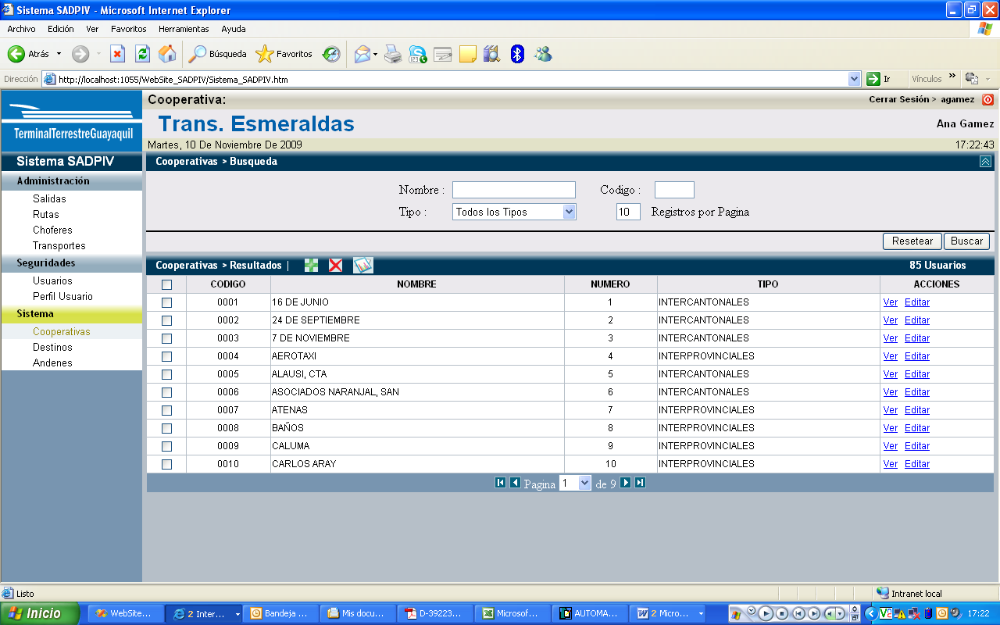 Sistema SADPIV - Microsoft Internet Explorer
Archivo Edición Ver Favoritos Herramientas Ayuda
Atrás Búsqueda Favoritos
Dirección http://localhost:1055/WebSite_SADPIV/Sistema_SADPIV.htm Ir Vínculos »
TerminalTerrestreGuayaquil
Cooperativa: Cerrar Sesión > agamez
Trans. Esmeraldas Ana Gamez
Martes, 10 De Noviembre De 2009 17:22:43
Sistema SADPIV
Administración
Salidas
Rutas
Choferes
Transportes
Seguridades
Usuarios
Perfil Usuario
Sistema
Cooperativas
Destinos
Andenes
Cooperativas > Busqueda
Nombre : Codigo :
Tipo : Todos los Tipos 10 Registros por Pagina
Resetear Buscar
Cooperativas > Resultados | 85 Usuarios
CODIGO NOMBRE NUMERO TIPO ACCIONES
0001 16 DE JUNIO 1 INTERCANTONALES Ver Editar
0002 24 DE SEPTIEMBRE 2 INTERCANTONALES Ver Editar
0003 7 DE NOVIEMBRE 3 INTERCANTONALES Ver Editar
0004 AEROTAXI 4 INTERPROVINCIALES Ver Editar
0005 ALAUSI, CTA 5 INTERCANTONALES Ver Editar
0006 ASOCIADOS NARANJAL, SAN 6 INTERCANTONALES Ver Editar
0007 ATENAS 7 INTERPROVINCIALES Ver Editar
0008 BAÑOS 8 INTERPROVINCIALES Ver Editar
0009 CALUMA 9 INTERPROVINCIALES Ver Editar
0010 CARLOS ARAY 10 INTERPROVINCIALES Ver Editar
Pagina 1 de 9
Listo Intranet local
Inicio WebSite... 2 Inter... Bandeja ... Mis docu... D-39223... Microsof... AUTOMA... 2 Micro... 17:22